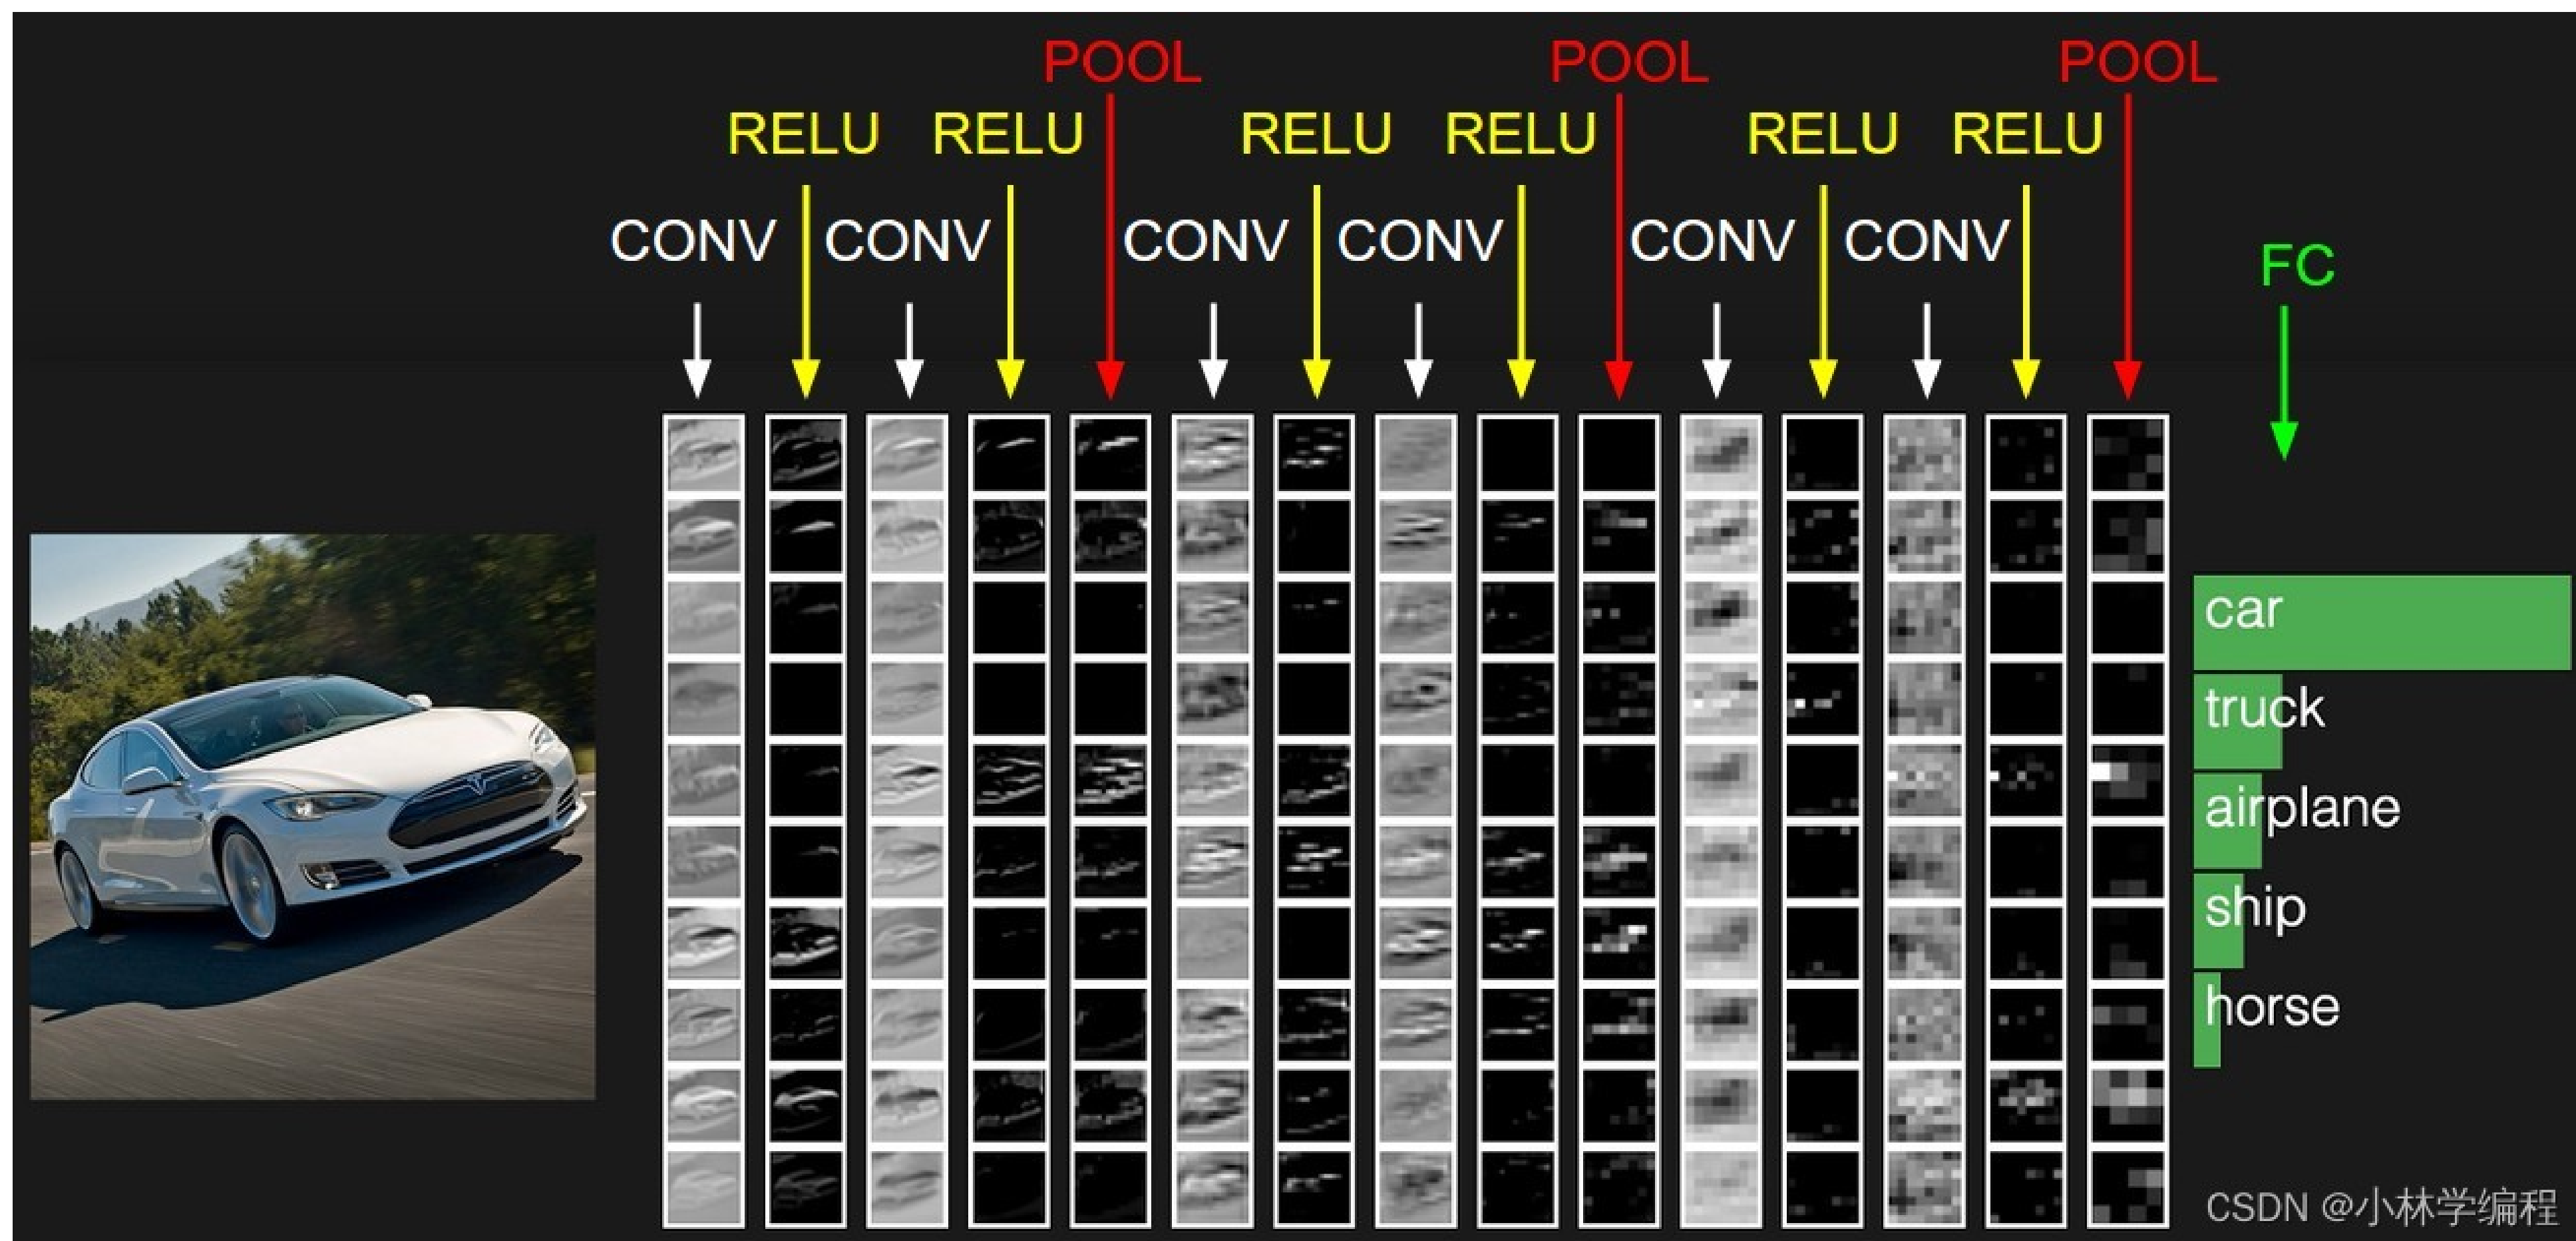 POOL POOL POOL
RELU RELU RELU RELU RELU RELU
CONV CONV CONV CONV CONV CONV
FC
car
truck
airplane
ship
horse
CSDN @小林学编程